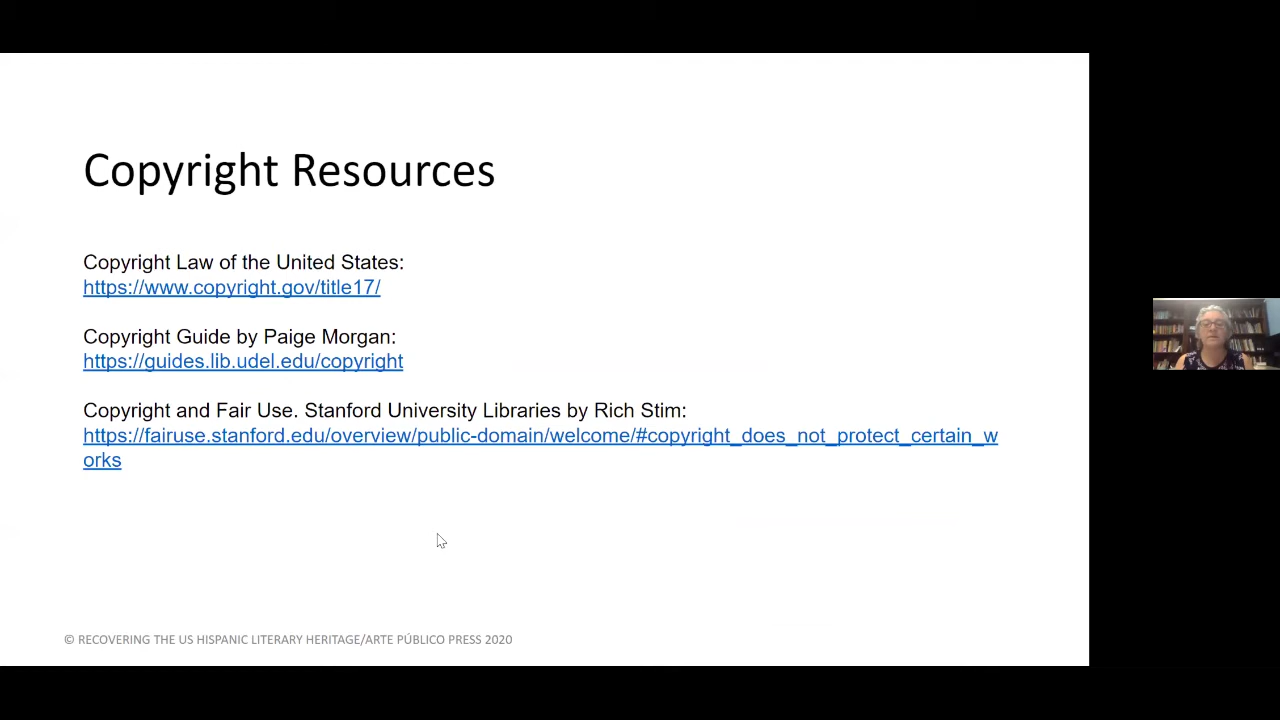 Copyright Resources
Copyright Law of the United States:
https://www.copyright.gov/title17/
Copyright Guide by Paige Morgan:
https://guides.lib.udel.edu/copyright
Copyright and Fair Use. Stanford University Libraries by Rich Stim:
https://fairuse.stanford.edu/overview/public-domain/welcome/#copyright_does_not_protect_certain_w
orks
© RECOVERING THE US HISPANIC LITERARY HERITAGE/ARTE PÚBLICO PRESS 2020